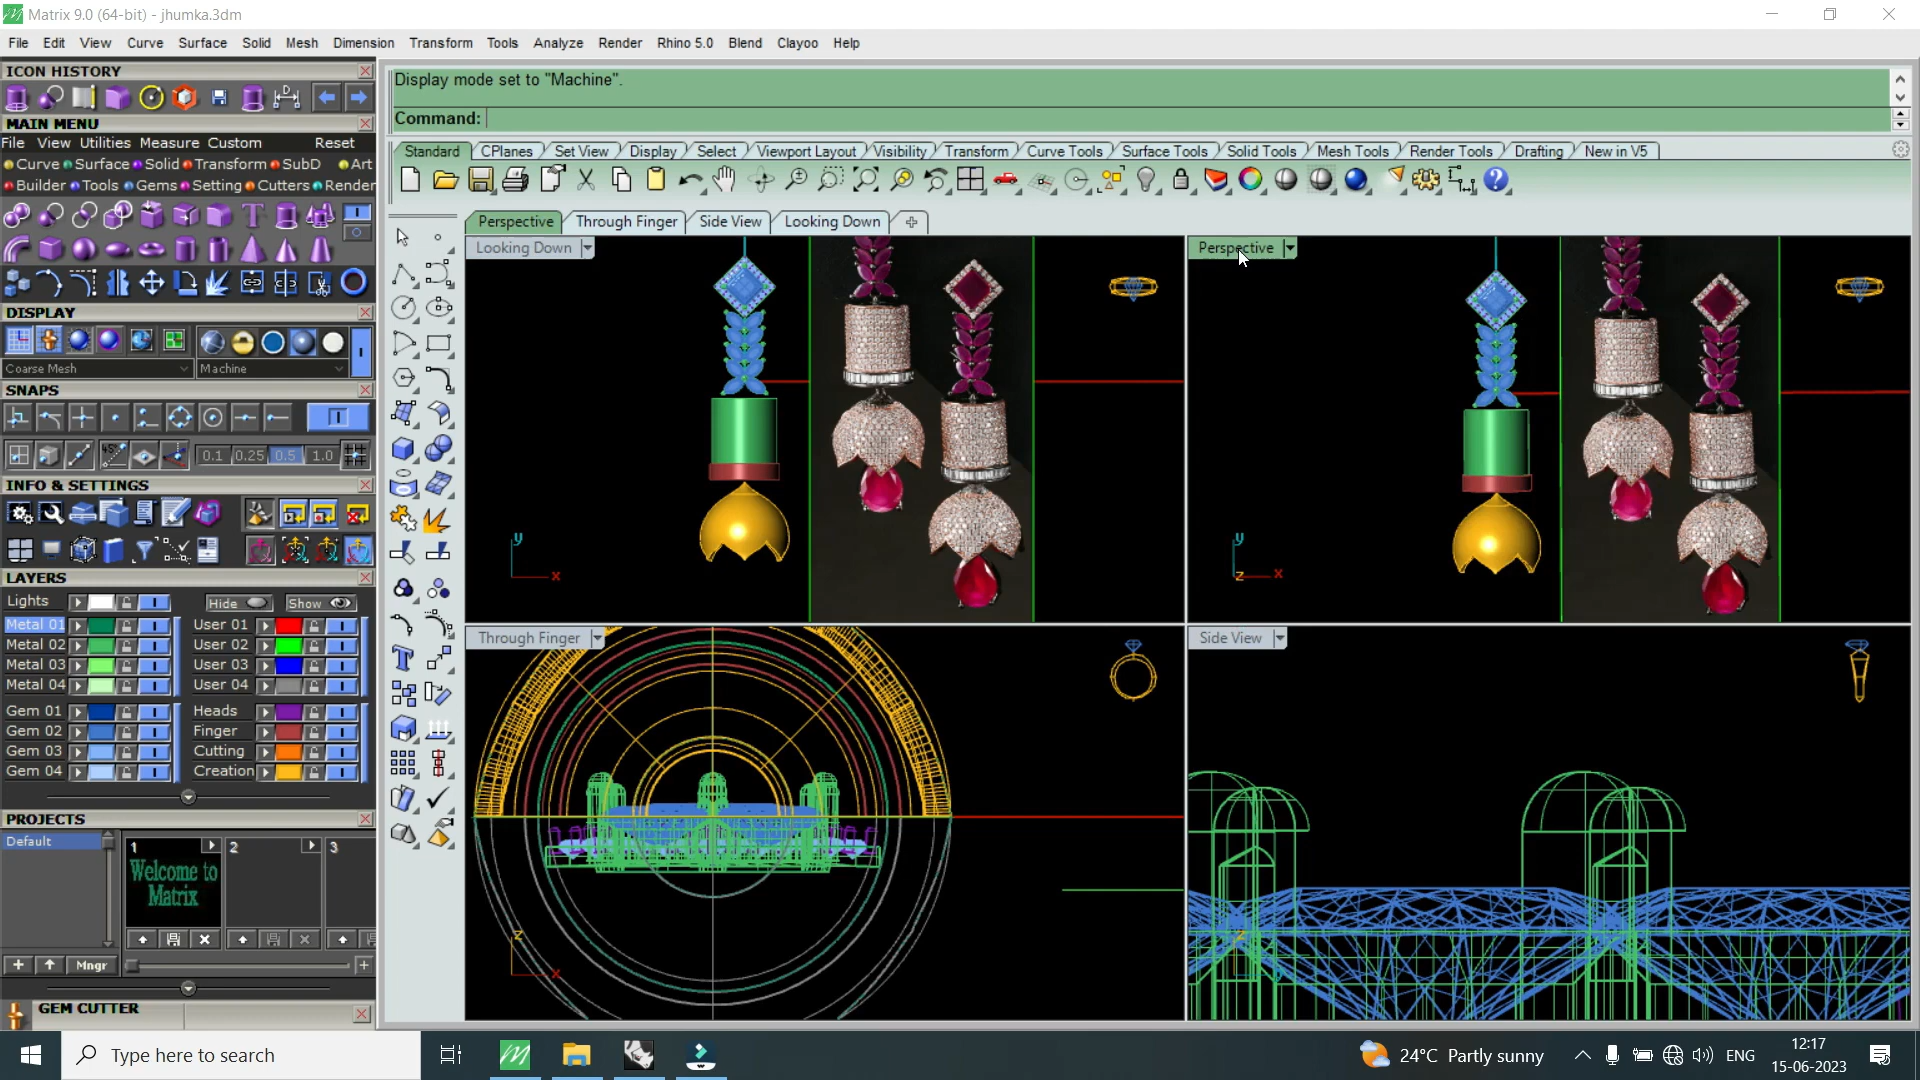 Matrix 9.0 (64-bit) - jhumka.3dm
File Edit View Curve Surface Solid Mesh Dimension Transform Tools Analyze Render Rhino 5.0 Blend Clayoo Help
ICON HISTORY
MAIN MENU
File View Utilities Measure Custom Reset
Curve Surface Solid Transform SubD Art
Builder Tools Gems Setting Cutters Render
DISPLAY
Coarse Mesh Machine
SNAPS
0.1 0.25 0.5 1.0
INFO & SETTINGS
LAYERS
Lights Hide Show
Metal 01 User 01
Metal 02 User 02
Metal 03 User 03
Metal 04 User 04
Gem 01 Heads
Gem 02 Finger
Gem 03 Cutting
Gem 04 Creation
PROJECTS
Default
1 2 3
Welcome to
Matrix
Mngr
GEM CUTTER
Display mode set to "Machine".
Command:
Standard CPlanes Set View Display Select Viewport Layout Visibility Transform Curve Tools Surface Tools Solid Tools Mesh Tools Render Tools Drafting New in V5
Perspective Through Finger Side View Looking Down
Looking Down
y
x
Perspective
y
z
x
Through Finger
z
x
Side View
z
Type here to search
24°C Partly sunny
ENG
12:17
15-06-2023